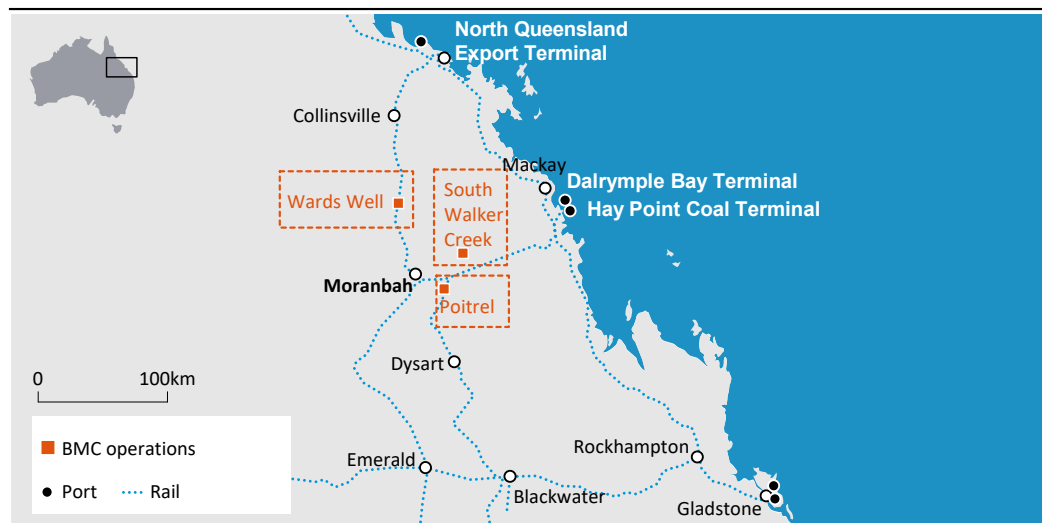 North Queensland
Export Terminal
Collinsville
Mackay
Dalrymple Bay Terminal
Hay Point Coal Terminal
Wards Well
South
Walker
Creek
Moranbah
Poitrel
Dysart
0 100km
BMC operations
Port Rail
Emerald
Blackwater
Rockhampton
Gladstone